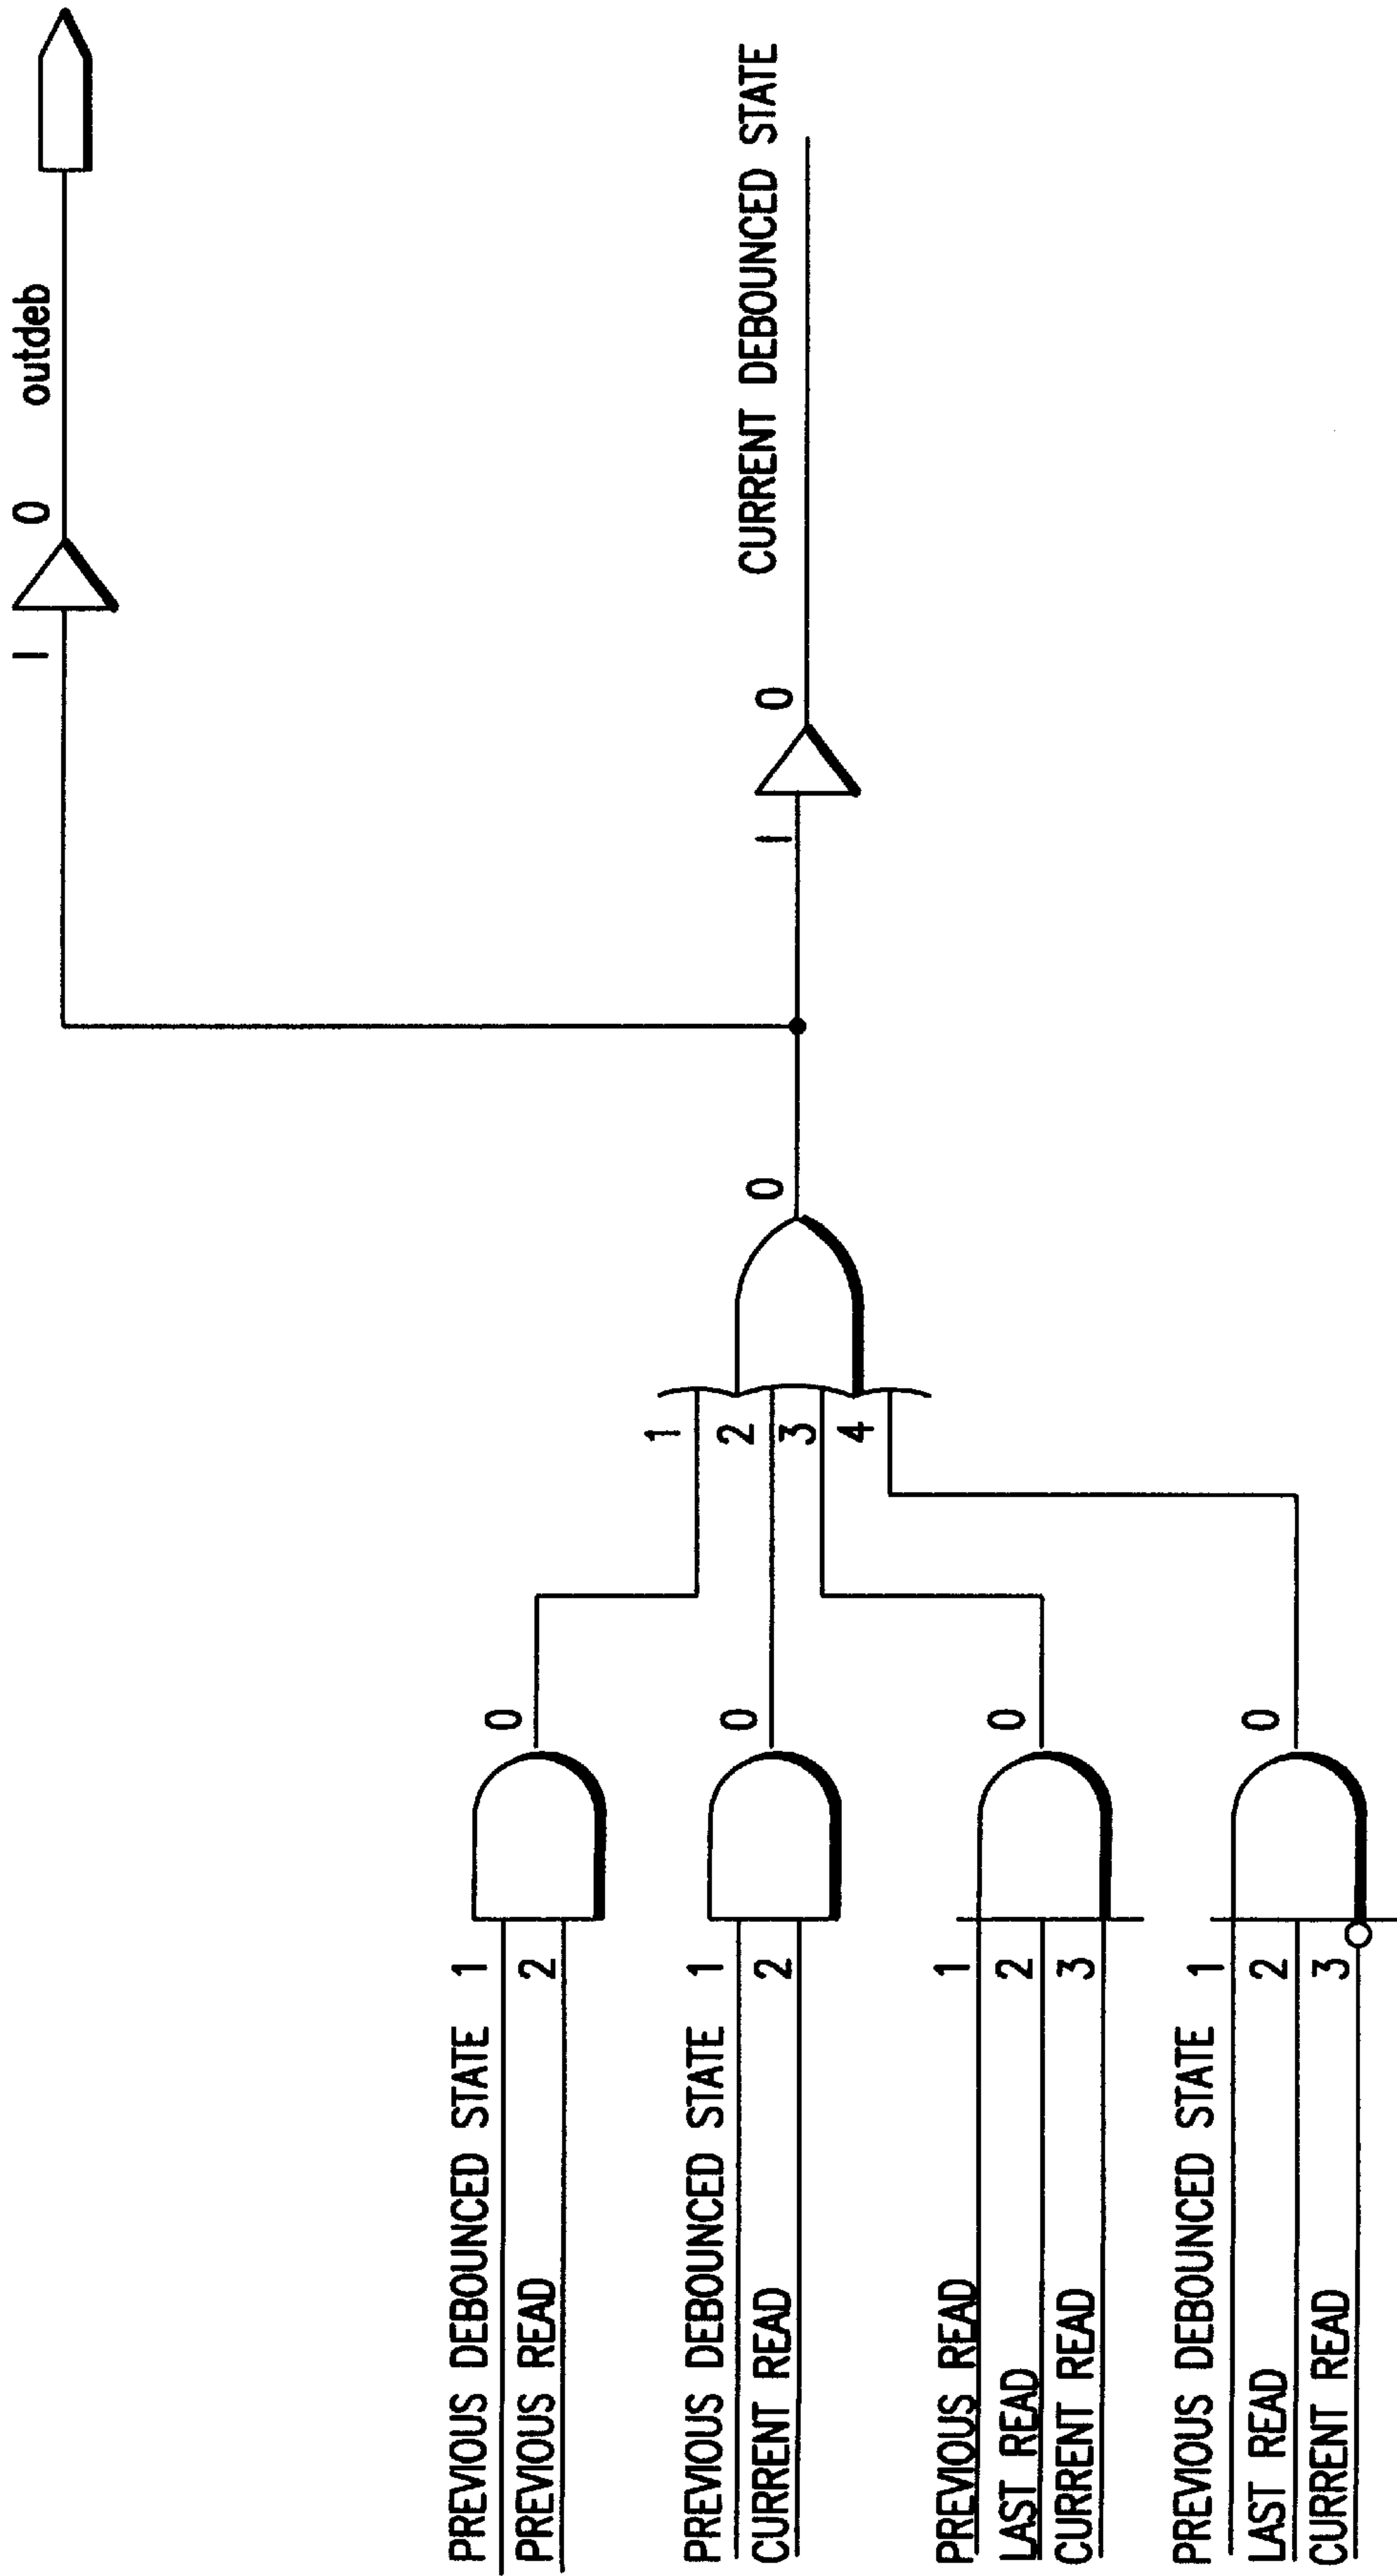 PREVIOUS DEBOUNCED STATE 1
PREVIOUS READ 2
0
PREVIOUS DEBOUNCED STATE 1
CURRENT READ 2
0
PREVIOUS READ 1
LAST READ 2
CURRENT READ 3
0
PREVIOUS DEBOUNCED STATE 1
LAST READ 2
CURRENT READ 3
0
1
2
3
4
0
I 0 outdeb
I 0 CURRENT DEBOUNCED STATE